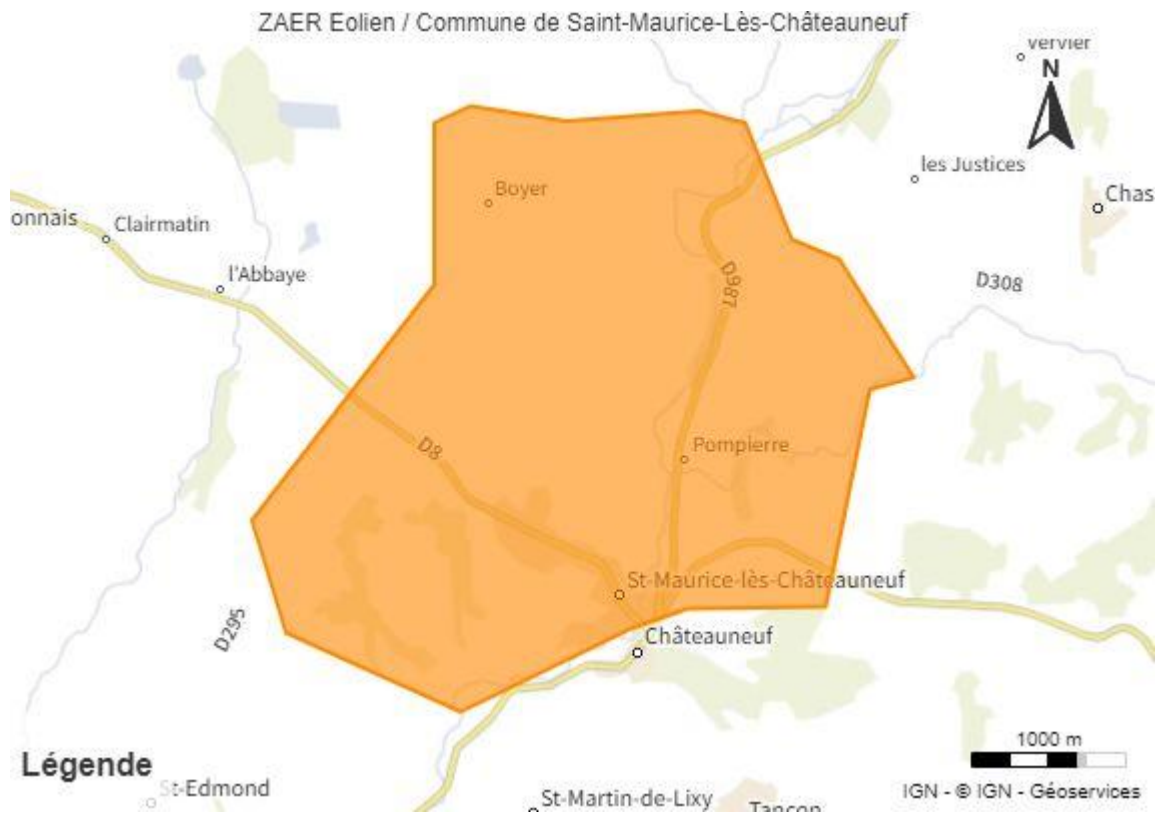 ZAER Eolien / Commune de Saint-Maurice-Lès-Châteauneuf
vervier
N
les Justices
Boyer
Chas
onnais
Clairmatin
l'Abbaye
D987
D308
D8
Pompierre
St-Maurice-lès-Châteauneuf
D295
Châteauneuf
1000 m
Légende
St-Edmond
IGN - © IGN - Géoservices
St-Martin-de-Lixy
Tancon